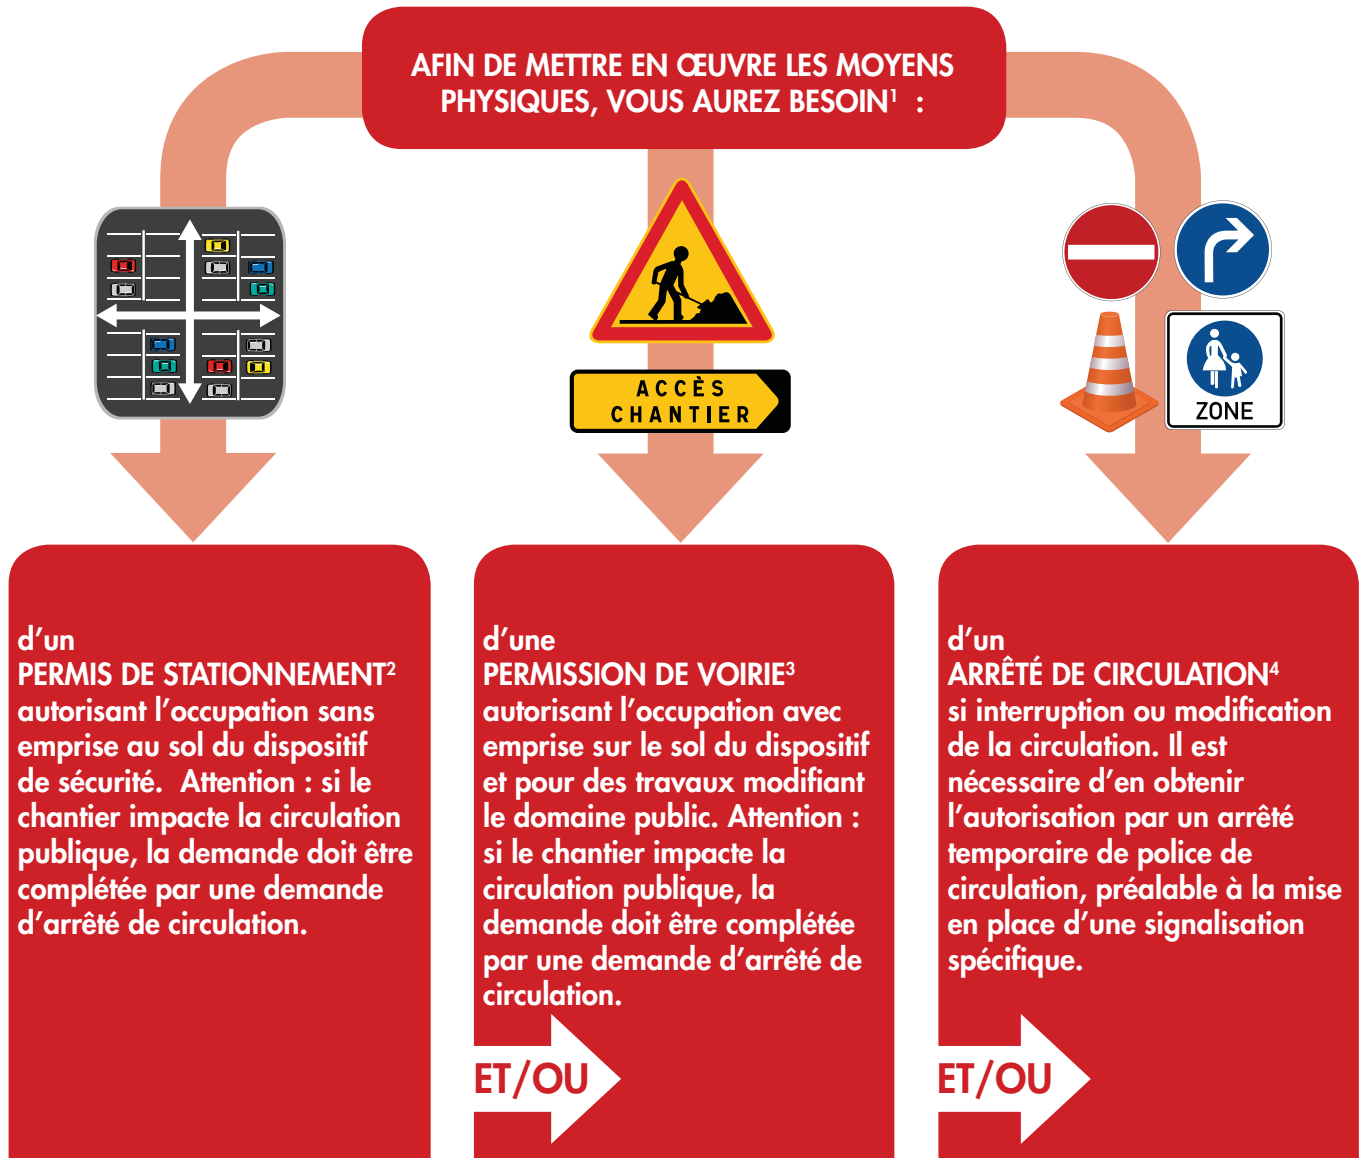 AFIN DE METTRE EN ŒUVRE LES MOYENS
PHYSIQUES, VOUS AUREZ BESOIN¹ :
ACCÈS
CHANTIER
ZONE
d’un
PERMIS DE STATIONNEMENT²
autorisant l’occupation sans
emprise au sol du dispositif
de sécurité. Attention : si le
chantier impacte la circulation
publique, la demande doit être
complétée par une demande
d’arrêté de circulation.
d’une
PERMISSION DE VOIRIE³
autorisant l’occupation avec
emprise sur le sol du dispositif
et pour des travaux modifiant
le domaine public. Attention :
si le chantier impacte la
circulation publique, la
demande doit être complétée
par une demande d’arrêté de
circulation.
ET/OU
d’un
ARRÊTÉ DE CIRCULATION⁴
si interruption ou modification
de la circulation. Il est
nécessaire d’en obtenir
l’autorisation par un arrêté
temporaire de police de
circulation, préalable à la mise
en place d’une signalisation
spécifique.
ET/OU